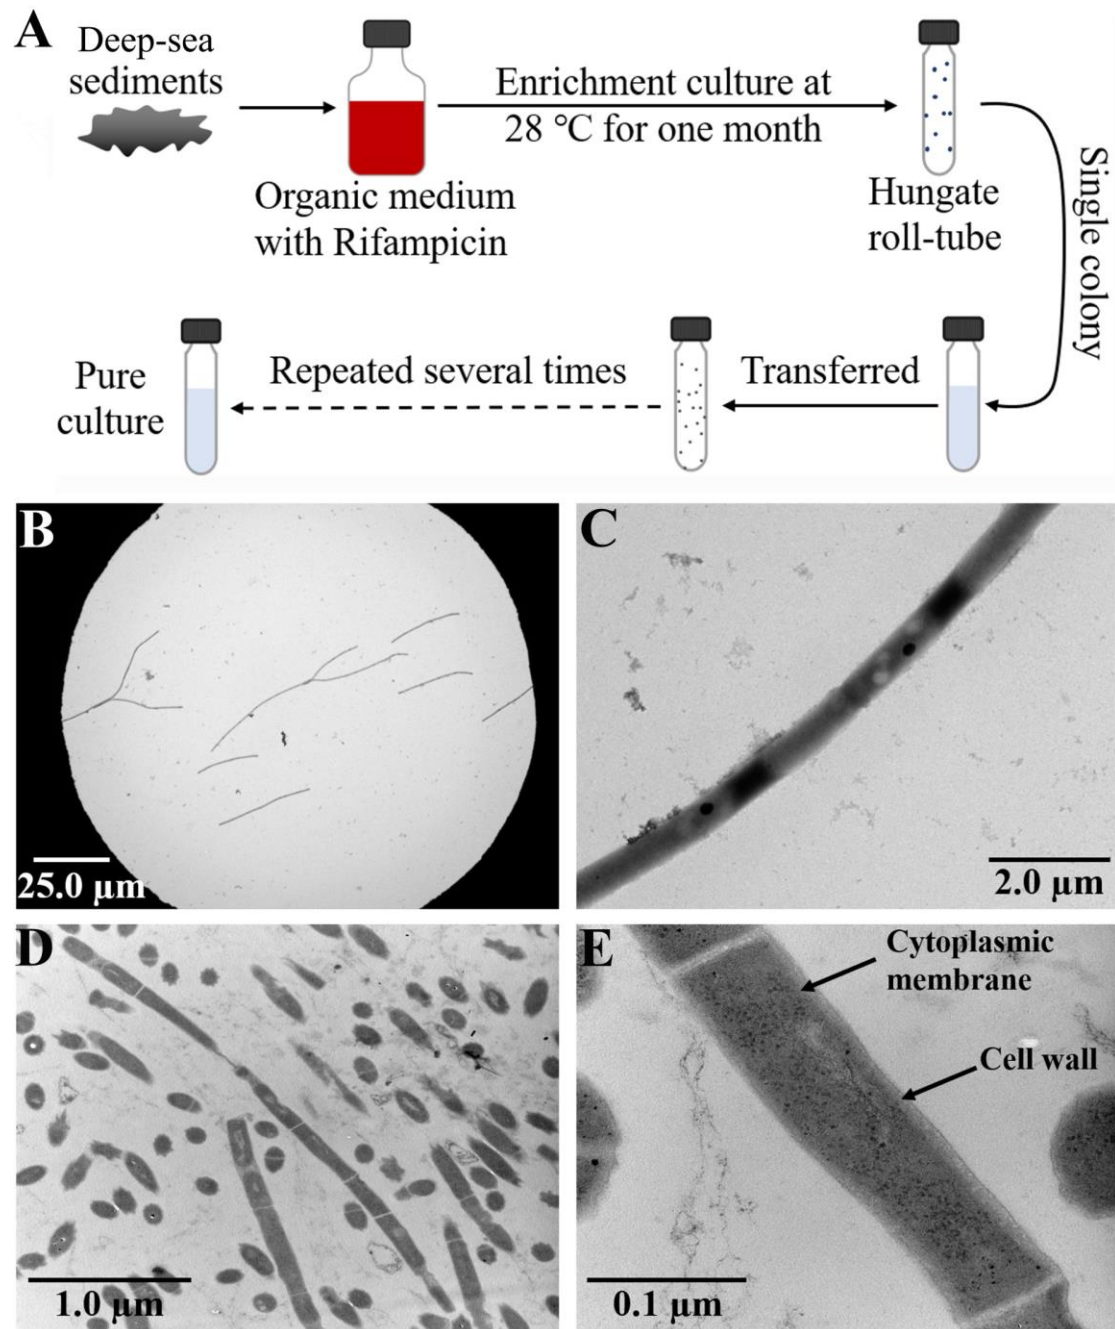 A
Deep-sea
sediments
Organic medium
with Rifampicin
Enrichment culture at
28 °C for one month
Hungate
roll-tube
Single colony
Transferred
Repeated several times
Pure
culture
B
25.0 μm
C
2.0 μm
D
1.0 μm
E
Cytoplasmic
membrane
Cell wall
0.1 μm